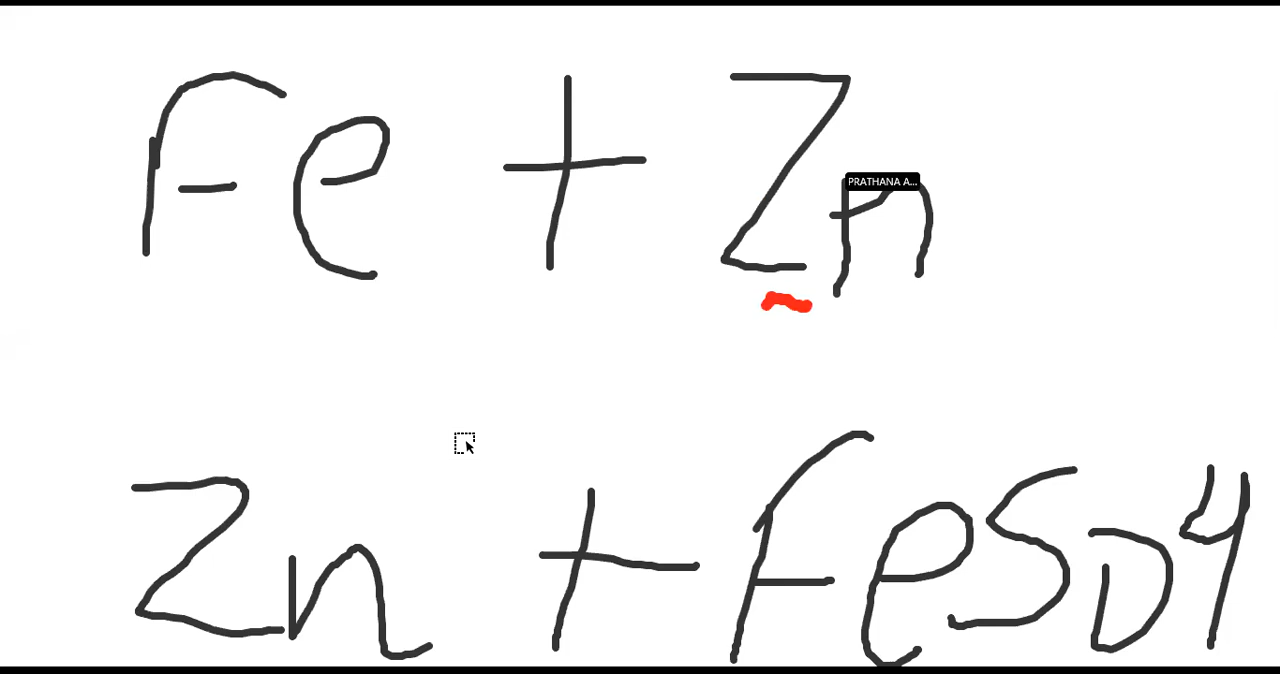 Fe + Zn
PRATHANA A...
Zn + FeSO4